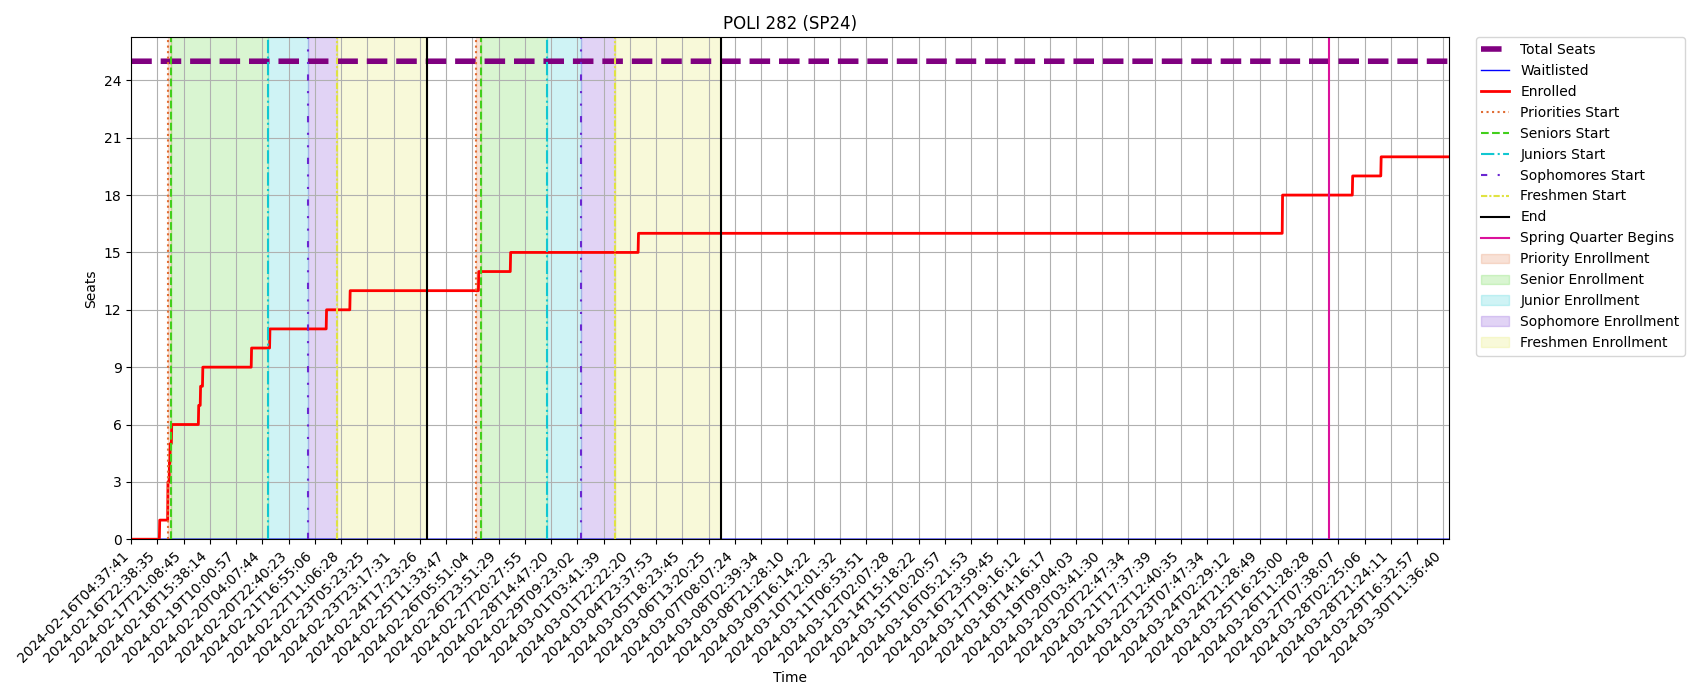 POLI 282 (SP24)
Seats
24
21
18
15
12
9
6
3
0
2024-02-16T04:37:41
2024-02-16T22:38:35
2024-02-17T21:08:45
2024-02-18T15:38:14
2024-02-19T10:00:57
2024-02-20T04:07:44
2024-02-20T22:40:23
2024-02-21T16:55:06
2024-02-22T11:06:28
2024-02-23T05:23:25
2024-02-23T23:17:31
2024-02-24T17:23:26
2024-02-25T11:33:47
2024-02-26T05:51:04
2024-02-26T23:51:29
2024-02-27T20:27:55
2024-02-28T14:47:20
2024-02-29T09:23:02
2024-03-01T03:41:39
2024-03-01T22:22:20
2024-03-04T23:37:53
2024-03-05T18:23:45
2024-03-06T13:20:25
2024-03-07T08:07:24
2024-03-08T02:39:34
2024-03-08T21:28:10
2024-03-09T16:14:22
2024-03-10T12:01:32
2024-03-11T06:53:51
2024-03-12T02:07:28
2024-03-14T15:18:22
2024-03-15T10:20:57
2024-03-16T05:21:53
2024-03-16T23:59:45
2024-03-17T19:16:12
2024-03-18T14:16:17
2024-03-19T09:04:03
2024-03-20T03:41:30
2024-03-20T22:47:34
2024-03-21T17:37:39
2024-03-22T12:40:35
2024-03-23T07:47:34
2024-03-24T02:29:12
2024-03-24T21:28:49
2024-03-25T16:25:00
2024-03-26T11:28:28
2024-03-27T07:38:07
2024-03-28T02:25:06
2024-03-28T21:24:11
2024-03-29T16:32:57
2024-03-30T11:36:40
Time
Total Seats
Waitlisted
Enrolled
Priorities Start
Seniors Start
Juniors Start
Sophomores Start
Freshmen Start
End
Spring Quarter Begins
Priority Enrollment
Senior Enrollment
Junior Enrollment
Sophomore Enrollment
Freshmen Enrollment